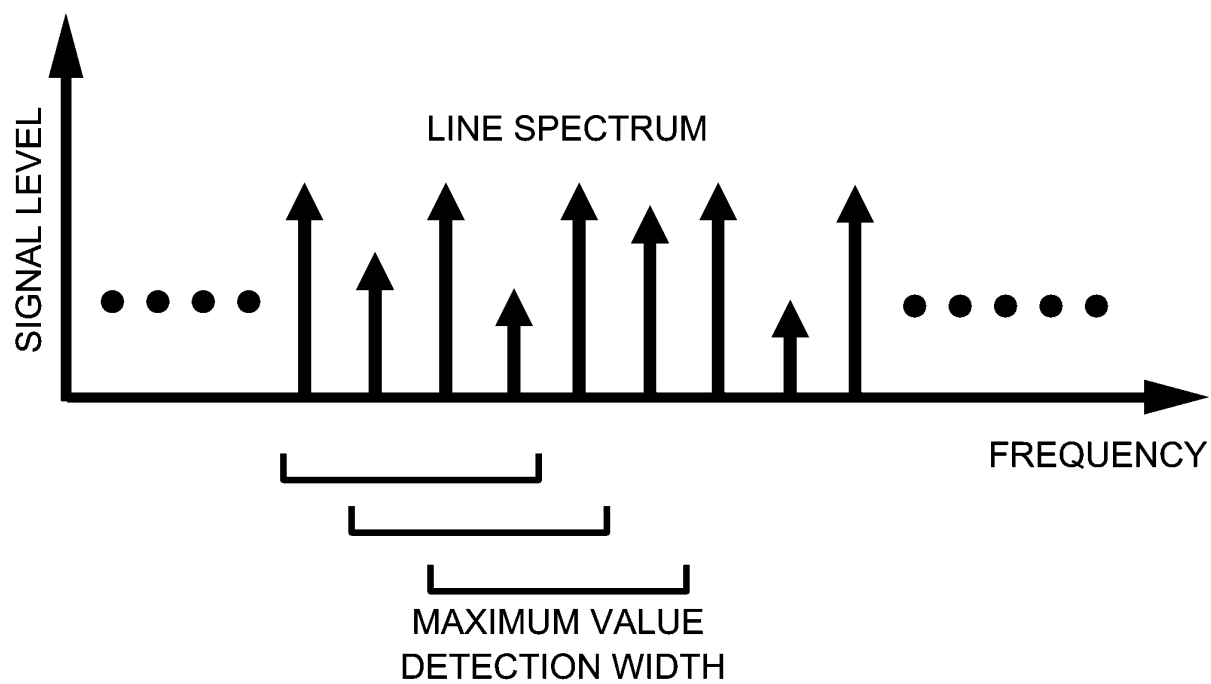 LINE SPECTRUM
SIGNAL LEVEL
FREQUENCY
MAXIMUM VALUE
DETECTION WIDTH